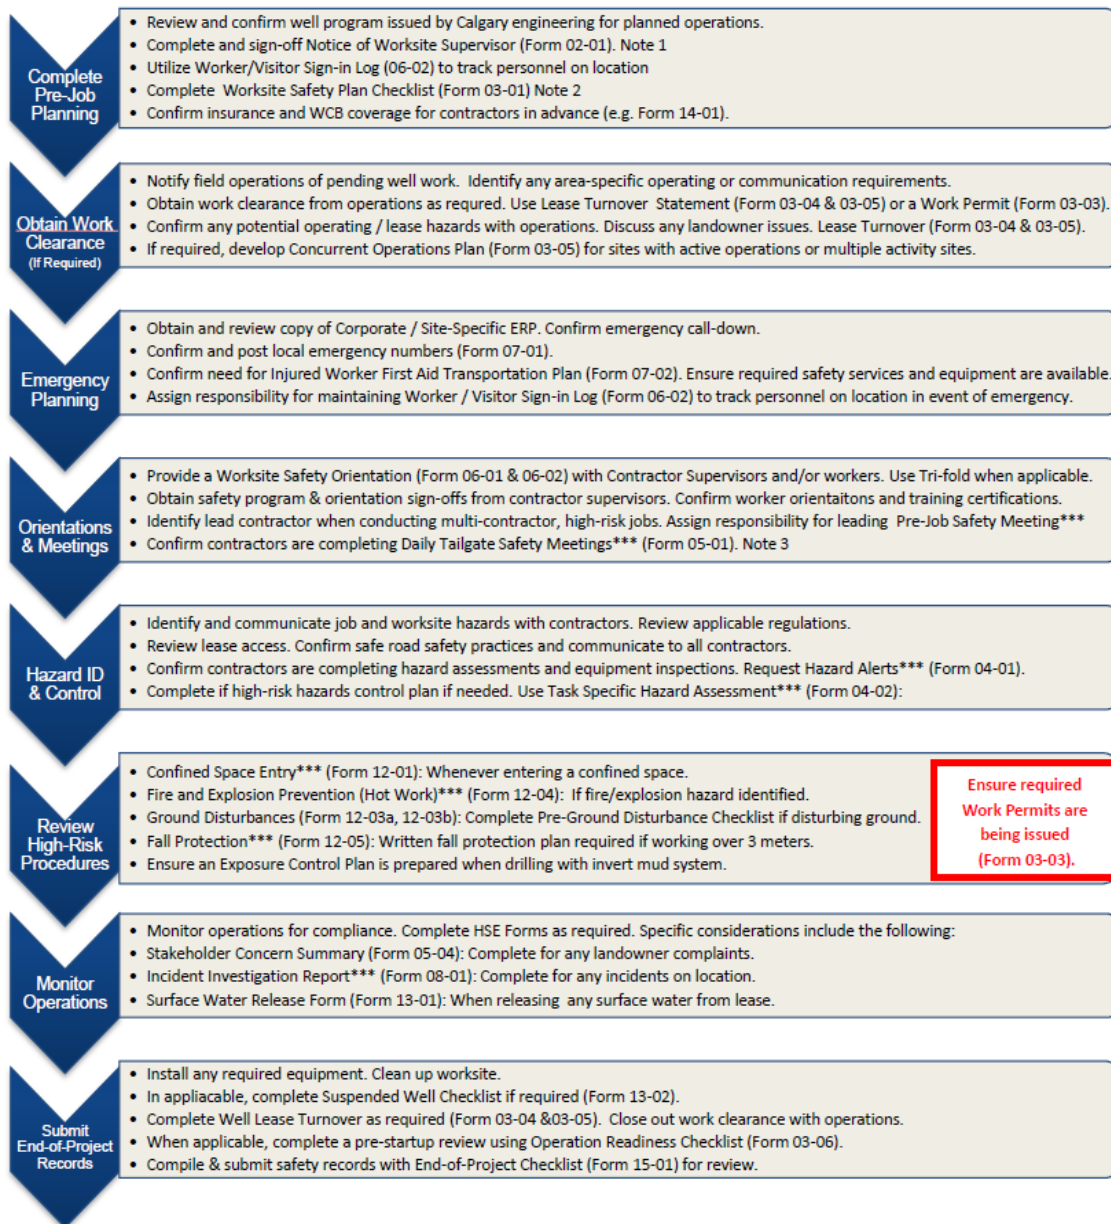 Complete
Pre-Job
Planning
• Review and confirm well program issued by Calgary engineering for planned operations.
• Complete and sign-off Notice of Worksite Supervisor (Form 02-01). Note 1
• Utilize Worker/Visitor Sign-in Log (06-02) to track personnel on location
• Complete Worksite Safety Plan Checklist (Form 03-01) Note 2
• Confirm insurance and WCB coverage for contractors in advance (e.g. Form 14-01).
Obtain Work
Clearance
(If Required)
• Notify field operations of pending well work. Identify any area-specific operating or communication requirements.
• Obtain work clearance from operations as requred. Use Lease Turnover Statement (Form 03-04 & 03-05) or a Work Permit (Form 03-03).
• Confirm any potential operating / lease hazards with operations. Discuss any landowner issues. Lease Turnover (Form 03-04 & 03-05).
• If required, develop Concurrent Operations Plan (Form 03-05) for sites with active operations or multiple activity sites.
Emergency
Planning
• Obtain and review copy of Corporate / Site-Specific ERP. Confirm emergency call-down.
• Confirm and post local emergency numbers (Form 07-01).
• Confirm need for Injured Worker First Aid Transportation Plan (Form 07-02). Ensure required safety services and equipment are available.
• Assign responsibility for maintaining Worker / Visitor Sign-in Log (Form 06-02) to track personnel on location in event of emergency.
Orientations
& Meetings
• Provide a Worksite Safety Orientation (Form 06-01 & 06-02) with Contractor Supervisors and/or workers. Use Tri-fold when applicable.
• Obtain safety program & orientation sign-offs from contractor supervisors. Confirm worker orientaitons and training certifications.
• Identify lead contractor when conducting multi-contractor, high-risk jobs. Assign responsibility for leading Pre-Job Safety Meeting***
• Confirm contractors are completing Daily Tailgate Safety Meetings*** (Form 05-01). Note 3
Hazard ID
& Control
• Identify and communicate job and worksite hazards with contractors. Review applicable regulations.
• Review lease access. Confirm safe road safety practices and communicate to all contractors.
• Confirm contractors are completing hazard assessments and equipment inspections. Request Hazard Alerts*** (Form 04-01).
• Complete if high-risk hazards control plan if needed. Use Task Specific Hazard Assessment*** (Form 04-02):
Review
High-Risk
Procedures
• Confined Space Entry*** (Form 12-01): Whenever entering a confined space.
• Fire and Explosion Prevention (Hot Work)*** (Form 12-04): If fire/explosion hazard identified.
• Ground Disturbances (Form 12-03a, 12-03b): Complete Pre-Ground Disturbance Checklist if disturbing ground.
• Fall Protection*** (Form 12-05): Written fall protection plan required if working over 3 meters.
• Ensure an Exposure Control Plan is prepared when drilling with invert mud system.
Ensure required
Work Permits are
being issued
(Form 03-03).
Monitor
Operations
• Monitor operations for compliance. Complete HSE Forms as required. Specific considerations include the following:
• Stakeholder Concern Summary (Form 05-04): Complete for any landowner complaints.
• Incident Investigation Report*** (Form 08-01): Complete for any incidents on location.
• Surface Water Release Form (Form 13-01): When releasing any surface water from lease.
Submit
End-of-Project
Records
• Install any required equipment. Clean up worksite.
• In appliacable, complete Suspended Well Checklist if required (Form 13-02).
• Complete Well Lease Turnover as required (Form 03-04 &03-05). Close out work clearance with operations.
• When applicable, complete a pre-startup review using Operation Readiness Checklist (Form 03-06).
• Compile & submit safety records with End-of-Project Checklist (Form 15-01) for review.